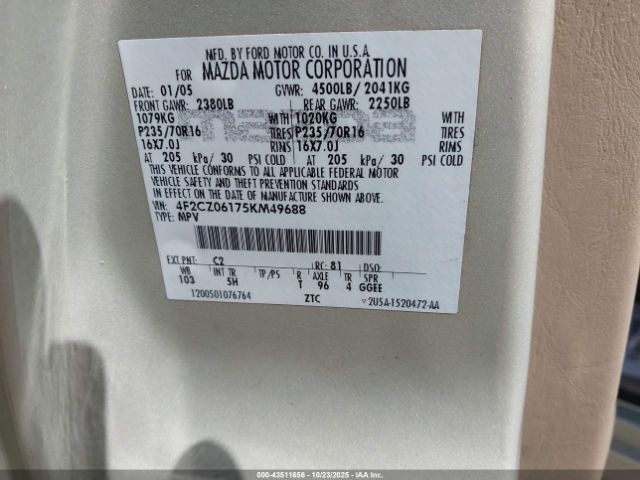 MFD. BY FORD MOTOR CO. IN U.S.A.
FOR MAZDA MOTOR CORPORATION
DATE: 01/05 GVWR: 4500LB/ 2041KG
FRONT GAWR: 2380LB REAR GAWR: 2250LB
1079KG WITH 1020KG WITH
P235/70R16 TIRES P235/70R16 TIRES
16X7.0J RIMS 16X7.0J RIMS
AT 205 kPa/ 30 PSI COLD AT 205 kPa/ 30 PSI COLD
THIS VEHICLE CONFORMS TO ALL APPLICABLE FEDERAL MOTOR
VEHICLE SAFETY AND THEFT PREVENTION STANDARDS
IN EFFECT ON THE DATE OF MANUFACTURE SHOWN ABOVE.
VIN: 4F2CZ06175KM49688
TYPE: MPV
EXT PNT: C2 RC: 81 DSO:
WB INT TR TP/PS R AXLE TR SPR
103 5H T 96 4 GGEE
1200501076764 ZTC V2U5A-1520472-AA
mazda
000-43511656 - 10/23/2025 - IAA Inc.